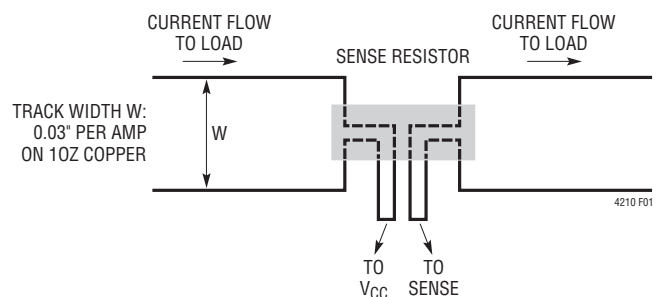 CURRENT FLOW
TO LOAD
CURRENT FLOW
TO LOAD
SENSE RESISTOR
TRACK WIDTH W:
0.03" PER AMP
ON 1OZ COPPER
W
4210 F01
TO
VCC
TO
SENSE